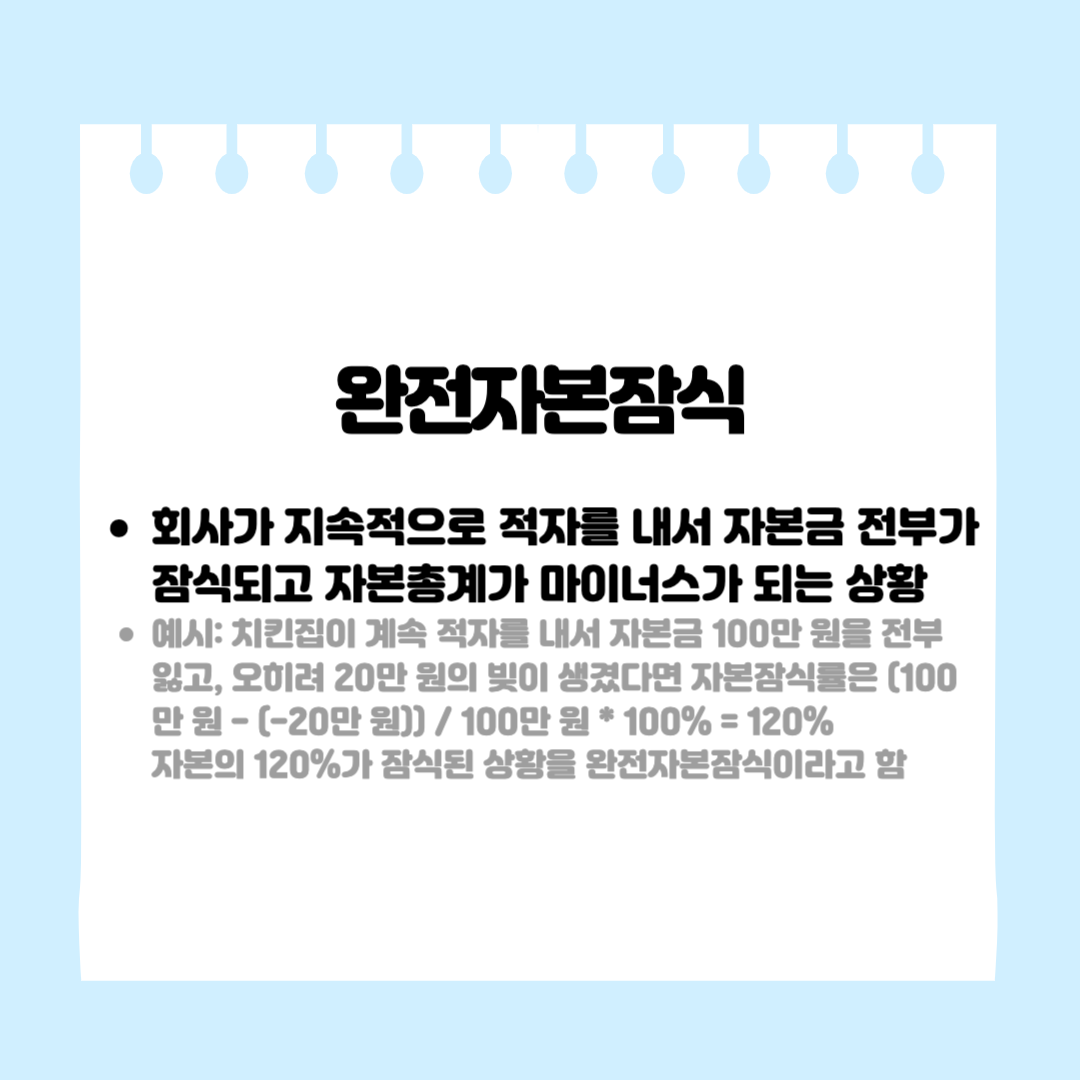 완전자본잠식
• 회사가 지속적으로 적자를 내서 자본금 전부가
잠식되고 자본총계가 마이너스가 되는 상황
• 예시: 치킨집이 계속 적자를 내서 자본금 100만 원을 전부
잃고, 오히려 20만 원의 빚이 생겼다면 자본잠식률은 (100
만 원 - (-20만 원)) / 100만 원 * 100% = 120%
자본의 120%가 잠식된 상황을 완전자본잠식이라고 함